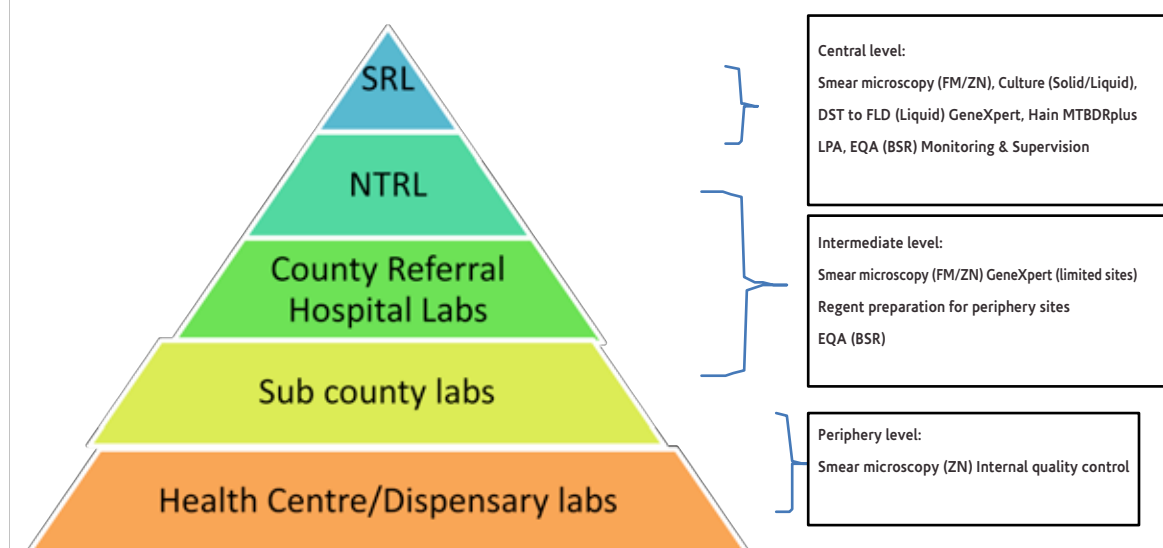 SRL
NTRL
County Referral
Hospital Labs
Sub county labs
Health Centre/Dispensary labs
Central level:
Smear microscopy (FM/ZN), Culture (Solid/Liquid),
DST to FLD (Liquid) GeneXpert, Hain MTBDRplus
LPA, EQA (BSR) Monitoring & Supervision
Intermediate level:
Smear microscopy (FM/ZN) GeneXpert (limited sites)
Regent preparation for periphery sites
EQA (BSR)
Periphery level:
Smear microscopy (ZN) Internal quality control